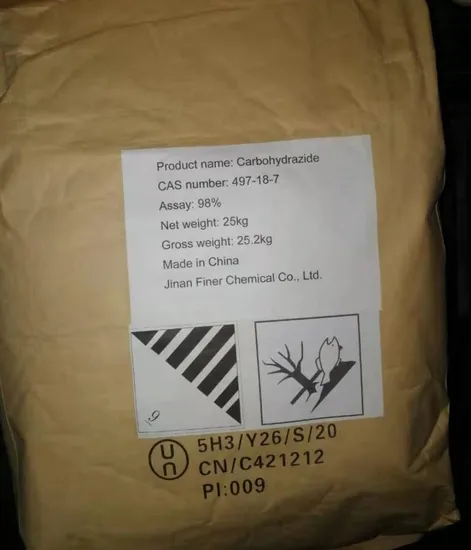 Product name: Carbohydrazide
CAS number: 497-18-7
Assay: 98%
Net weight: 25kg
Gross weight: 25.2kg
Made in China
Jinan Finer Chemical Co., Ltd.
9
un
5H3/Y26/S/20
CN/C421212
PI:009